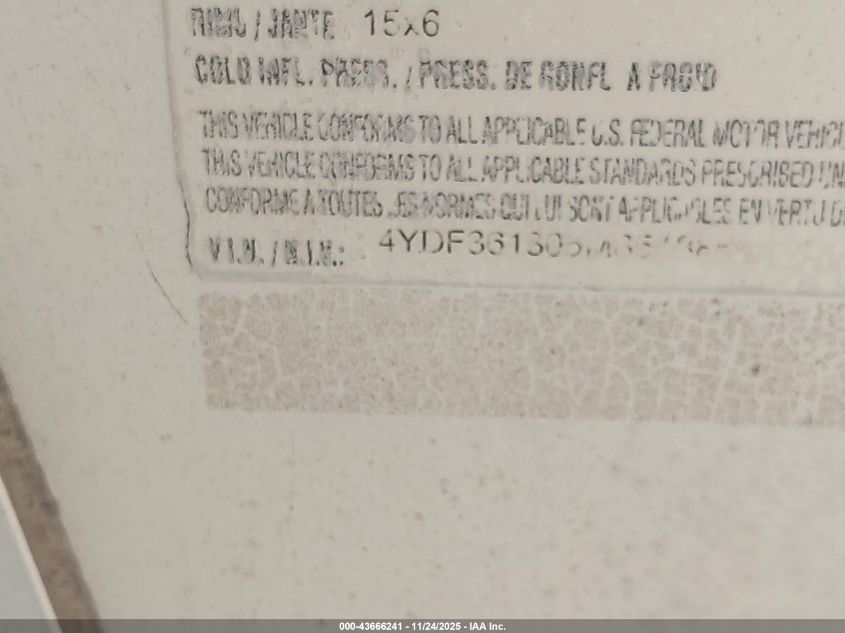 RIMS / JANTE 15x6
COLD INFL. PRESS. / PRESS. DE GONFL A FROID
THIS VEHICLE CONFORMS TO ALL APPLICABLE U.S. FEDERAL MOTOR VEHICL
THIS VEHICLE CONFORMS TO ALL APPLICABLE STANDARDS PRESCRIBED UN
CONFORME A TOUTES LES NORMES QUI LUI SONT APPLICABLES EN VERTU D
V.I.N. / N.I.V.:
000-43666241 - 11/24/2025 - IAA Inc.